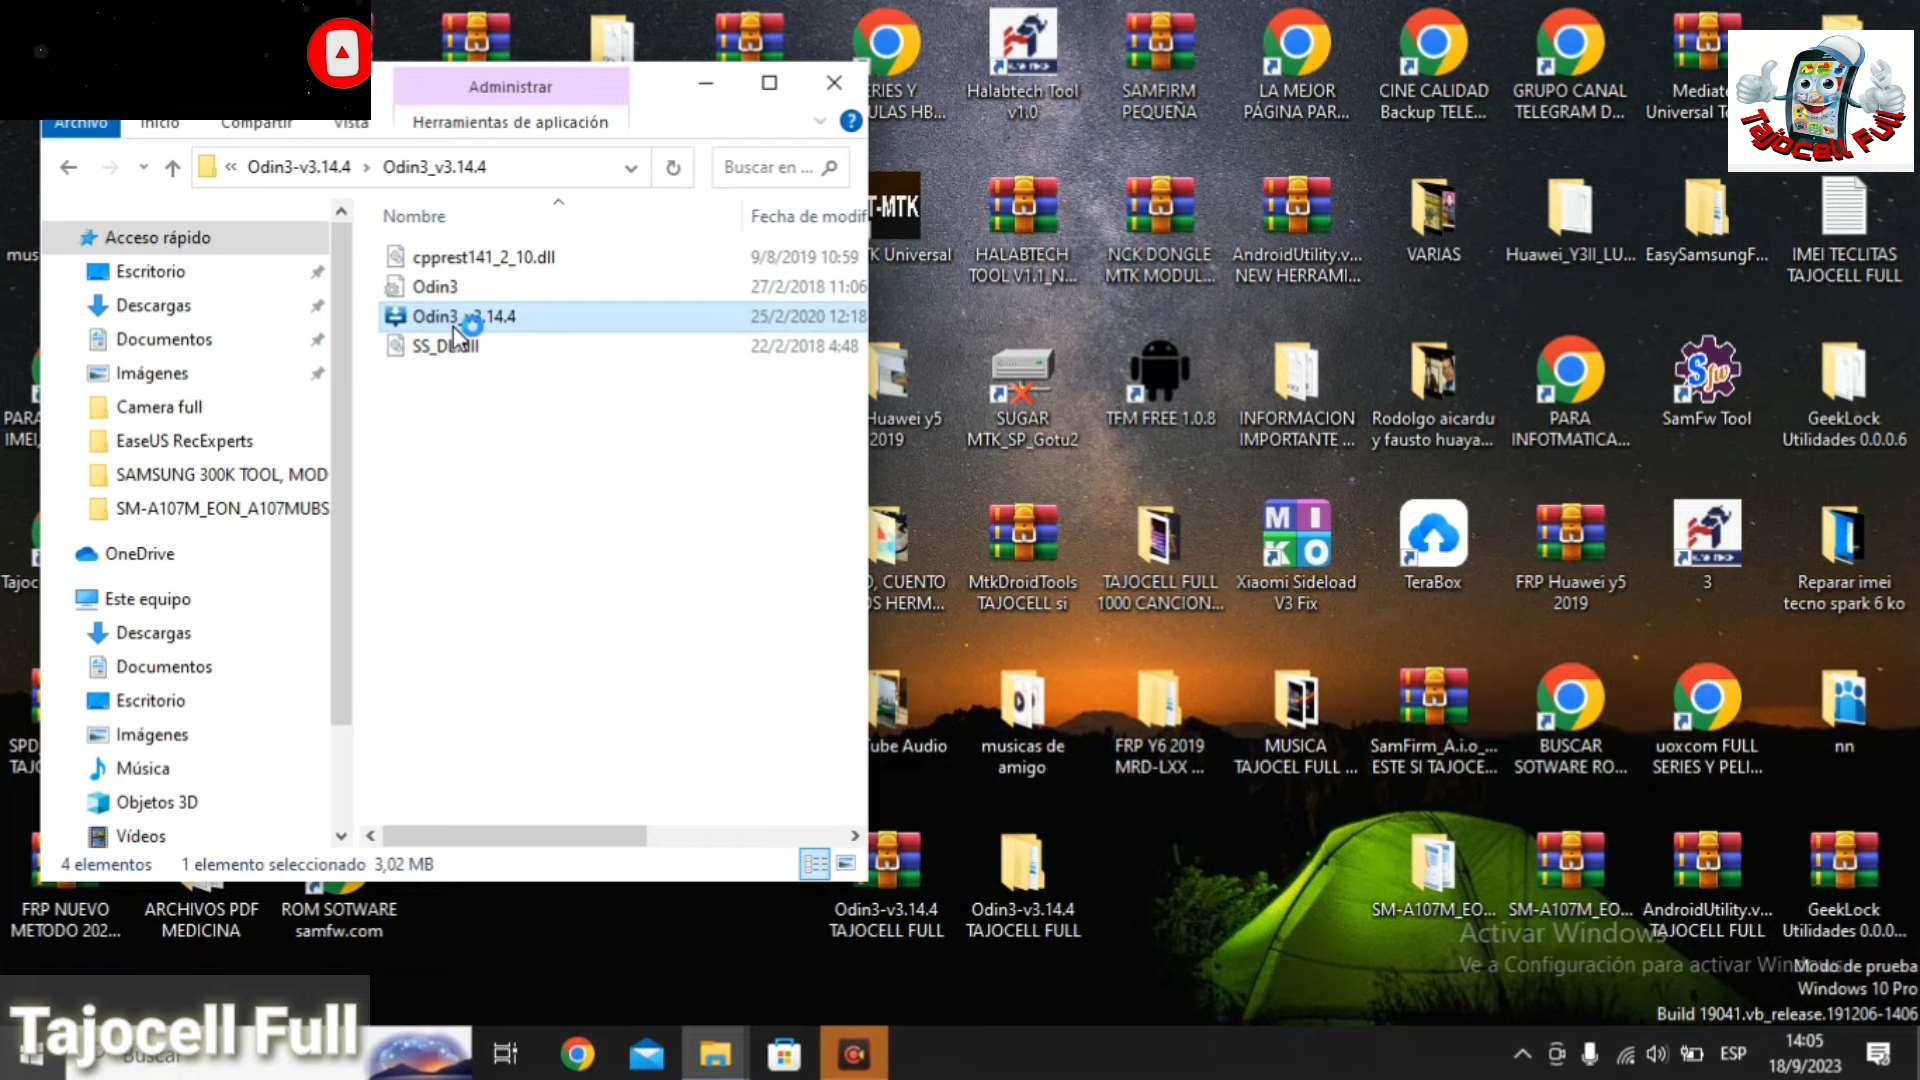 Administrar
Archivo
Inicio
Compartir
Vista
Herramientas de aplicación
« Odin3-v3.14.4 › Odin3_v3.14.4
Buscar en ...
Nombre
Fecha de modif
Acceso rápido
Escritorio
Descargas
Documentos
Imágenes
Camera full
EaseUS RecExperts
SAMSUNG 300K TOOL, MOD
SM-A107M_EON_A107MUBS
OneDrive
Este equipo
Descargas
Documentos
Escritorio
Imágenes
Música
Objetos 3D
Vídeos
cpprest141_2_10.dll 9/8/2019 10:59
Odin3 27/2/2018 11:06
Odin3_v3.14.4 25/2/2020 12:18
SS_DL.dll 22/2/2018 4:48
4 elementos 1 elemento seleccionado 3,02 MB
Halabtech Tool
v1.0
SAMFIRM
PEQUEÑA
LA MEJOR
PÁGINA PAR...
CINE CALIDAD
Backup TELE...
GRUPO CANAL
TELEGRAM D...
Tajocell Full
T-MTK
K Universal
HALABTECH
TOOL V1.1_N...
NCK DONGLE
MTK MODUL...
AndroidUtility.v...
NEW HERRAMI...
VARIAS
Huawei_Y3II_LU...
EasySamsungF...
IMEI TECLITAS
TAJOCELL FULL
Huawei y5
2019
SUGAR
MTK_SP_Gotu2
TFM FREE 1.0.8
INFORMACION
IMPORTANTE ...
Rodolgo aicardu
y fausto huaya...
PARA
INFOTMATICA...
SamFw Tool
GeekLock
Utilidades 0.0.0.6
, CUENTO
OS HERM...
MtkDroidTools
TAJOCELL si
TAJOCELL FULL
1000 CANCION...
Xiaomi Sideload
V3 Fix
TeraBox
FRP Huawei y5
2019
3
Reparar imei
tecno spark 6 ko
Tube Audio
musicas de
amigo
FRP Y6 2019
MRD-LXX ...
MUSICA
TAJOCEL FULL ...
SamFirm_A.i.o_...
ESTE SI TAJOCE...
BUSCAR
SOTWARE RO...
uoxcom FULL
SERIES Y PELI...
nn
FRP NUEVO
METODO 202...
ARCHIVOS PDF
MEDICINA
ROM SOTWARE
samfw.com
Odin3-v3.14.4
TAJOCELL FULL
Odin3-v3.14.4
TAJOCELL FULL
SM-A107M_EO...
SM-A107M_EO...
AndroidUtility.v...
TAJOCELL FULL
GeekLock
Utilidades 0.0.0...
Activar Windows
Ve a Configuración para activar Windows.
Modo de prueba
Windows 10 Pro
Build 19041.vb_release.191206-1406
Tajocell Full
Buscar
ESP
14:05
18/9/2023